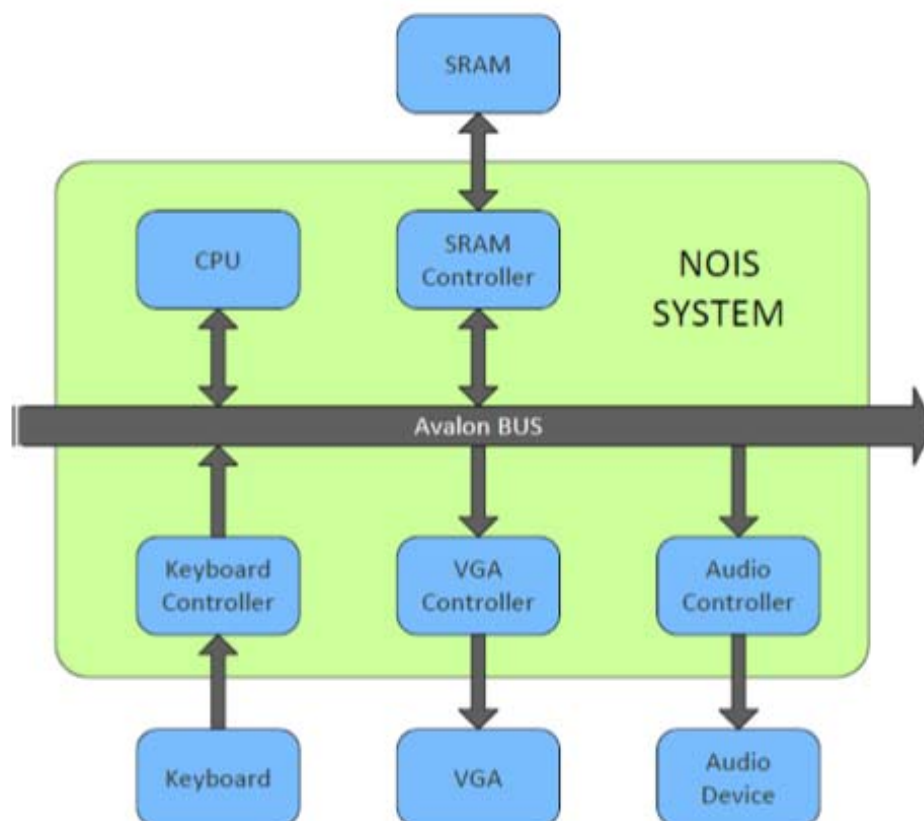 SRAM
CPU
SRAM
Controller
NOIS
SYSTEM
Avalon BUS
Keyboard
Controller
VGA
Controller
Audio
Controller
Keyboard
VGA
Audio
Device